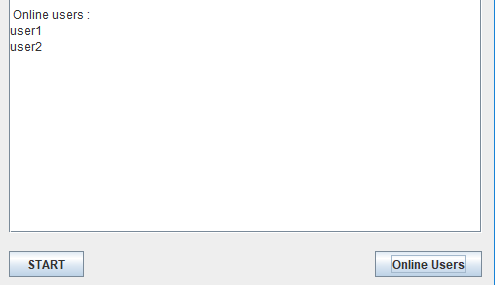 Online users :
user1
user2
START
Online Users